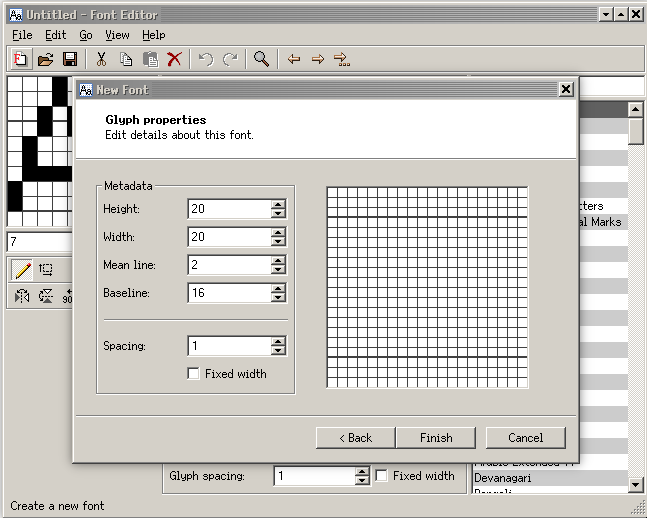 Untitled - Font Editor
File Edit Go View Help
New Font
Glyph properties
Edit details about this font.
Metadata
Height: 20
Width: 20
Mean line: 2
Baseline: 16
Spacing: 1
Fixed width
< Back Finish Cancel
al Marks
7
90
Glyph spacing: 1 Fixed width
Devanagari
Create a new font